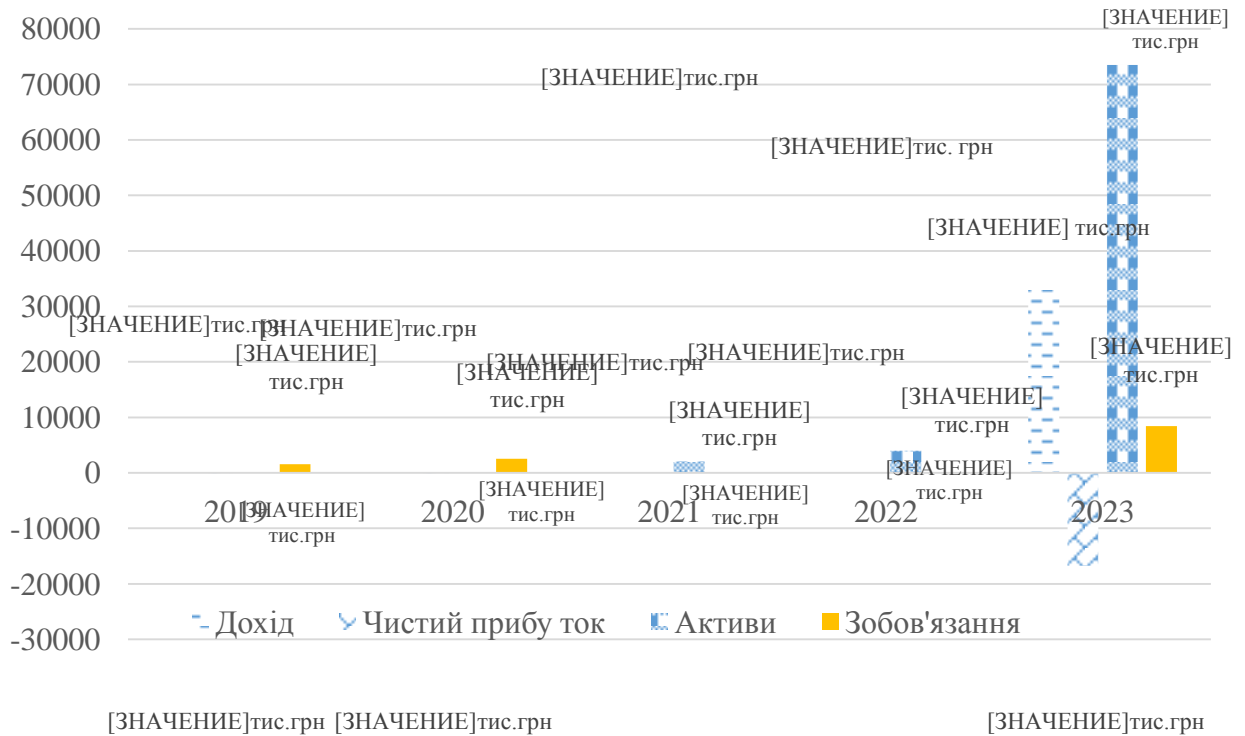 80000
[ЗНАЧЕНИЕ]
тис.грн
70000
[ЗНАЧЕНИЕ]тис.грн
60000
[ЗНАЧЕНИЕ]тис. грн
50000
[ЗНАЧЕНИЕ] тис.грн
40000
30000
[ЗНАЧЕНИЕ]тис.грн
[ЗНАЧЕНИЕ]тис.грн
[ЗНАЧЕНИЕ]
тис.грн
20000
[ЗНАЧЕНИЕ]тис.грн
[ЗНАЧЕНИЕ]
тис.грн
[ЗНАЧЕНИЕ]тис.грн
[ЗНАЧЕНИЕ]
тис.грн
[ЗНАЧЕНИЕ]
тис.грн
[ЗНАЧЕНИЕ]
тис.грн
10000
0
[ЗНАЧЕНИЕ]
тис.грн
[ЗНАЧЕНИЕ]
тис.грн
[ЗНАЧЕНИЕ]
тис.грн
[ЗНАЧЕНИЕ]
тис.грн
2019
2020
2021
2022
2023
-10000
-20000
-30000
Дохід
Чистий прибу ток
Активи
Зобов'язання
[ЗНАЧЕНИЕ]тис.грн
[ЗНАЧЕНИЕ]тис.грн
[ЗНАЧЕНИЕ]тис.грн